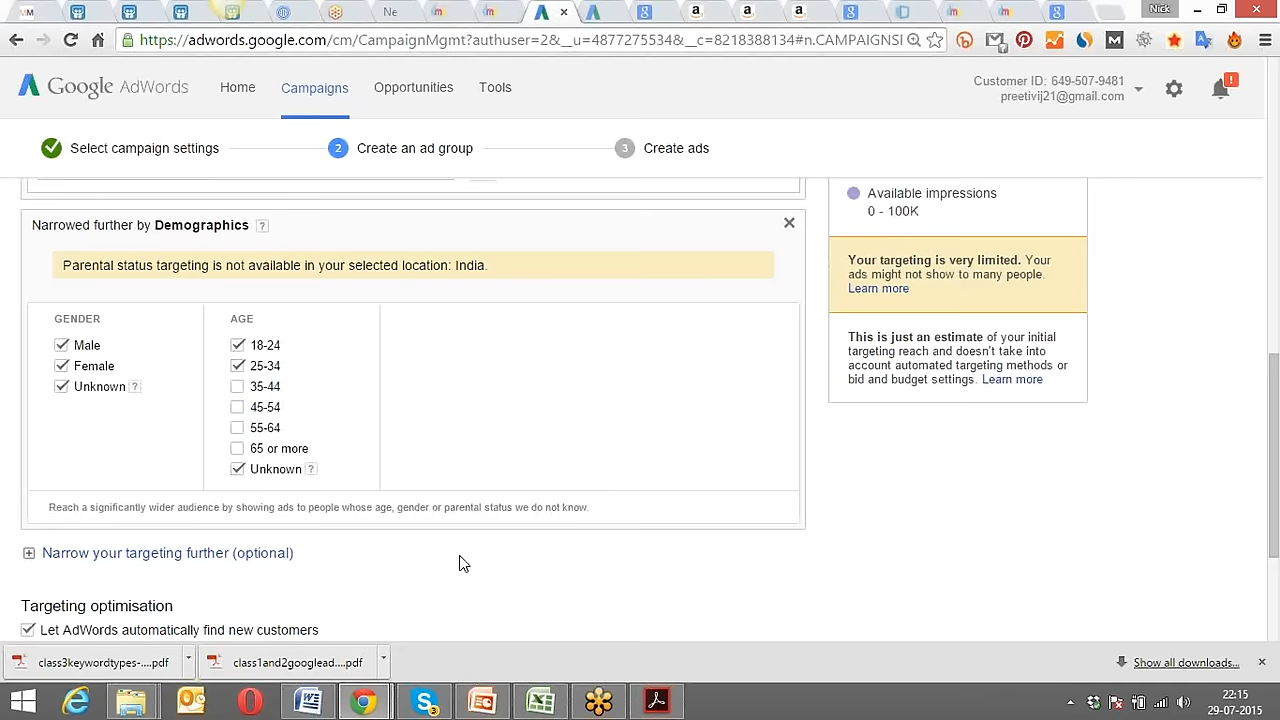 VM
Ne
Nick
https://adwords.google.com/cm/CampaignMgmt?authuser=2&__u=4877275534&__c=8218388134#n.CAMPAIGNSI
Google AdWords
Home
Campaigns
Opportunities
Tools
Customer ID: 649-507-9481
preetivij21@gmail.com
!
Select campaign settings
2 Create an ad group
3 Create ads
Narrowed further by Demographics ?
Parental status targeting is not available in your selected location: India.
GENDER
Male
Female
Unknown ?
AGE
18-24
25-34
35-44
45-54
55-64
65 or more
Unknown ?
Reach a significantly wider audience by showing ads to people whose age, gender or parental status we do not know.
Narrow your targeting further (optional)
Targeting optimisation
Let AdWords automatically find new customers
Available impressions
0 - 100K
Your targeting is very limited. Your
ads might not show to many people.
Learn more
This is just an estimate of your initial
targeting reach and doesn't take into
account automated targeting methods or
bid and budget settings. Learn more
class3keywordtypes-....pdf
class1and2googlead....pdf
Show all downloads...
22:15
29-07-2015